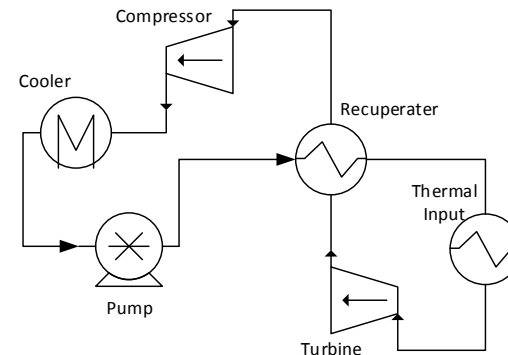 Compressor
Cooler
Recuperater
Thermal
Input
Pump
Turbine